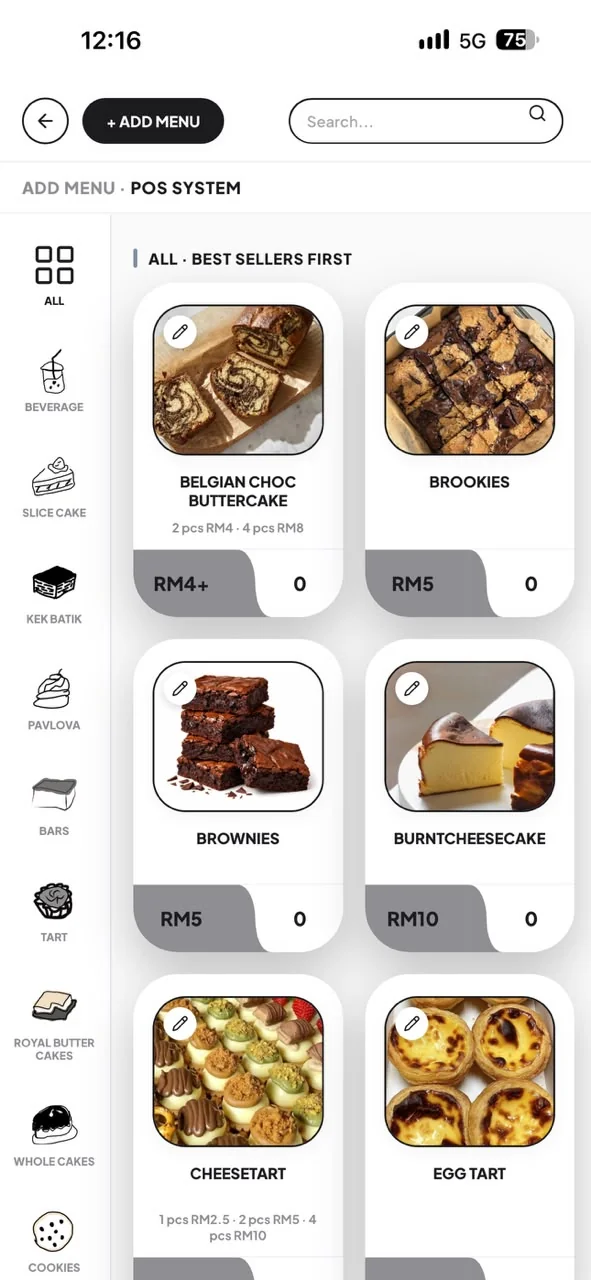 12:16
5G
75
+ ADD MENU
Search...
ADD MENU · POS SYSTEM
ALL
BEVERAGE
SLICE CAKE
KEK BATIK
PAVLOVA
BARS
TART
ROYAL BUTTER
CAKES
WHOLE CAKES
COOKIES
ALL · BEST SELLERS FIRST
BELGIAN CHOC
BUTTERCAKE
2 pcs RM4 · 4 pcs RM8
RM4+
0
BROOKIES
RM5
0
BROWNIES
RM5
0
BURNTCHEESECAKE
RM10
0
CHEESETART
1 pcs RM2.5 · 2 pcs RM5 · 4
pcs RM10
EGG TART